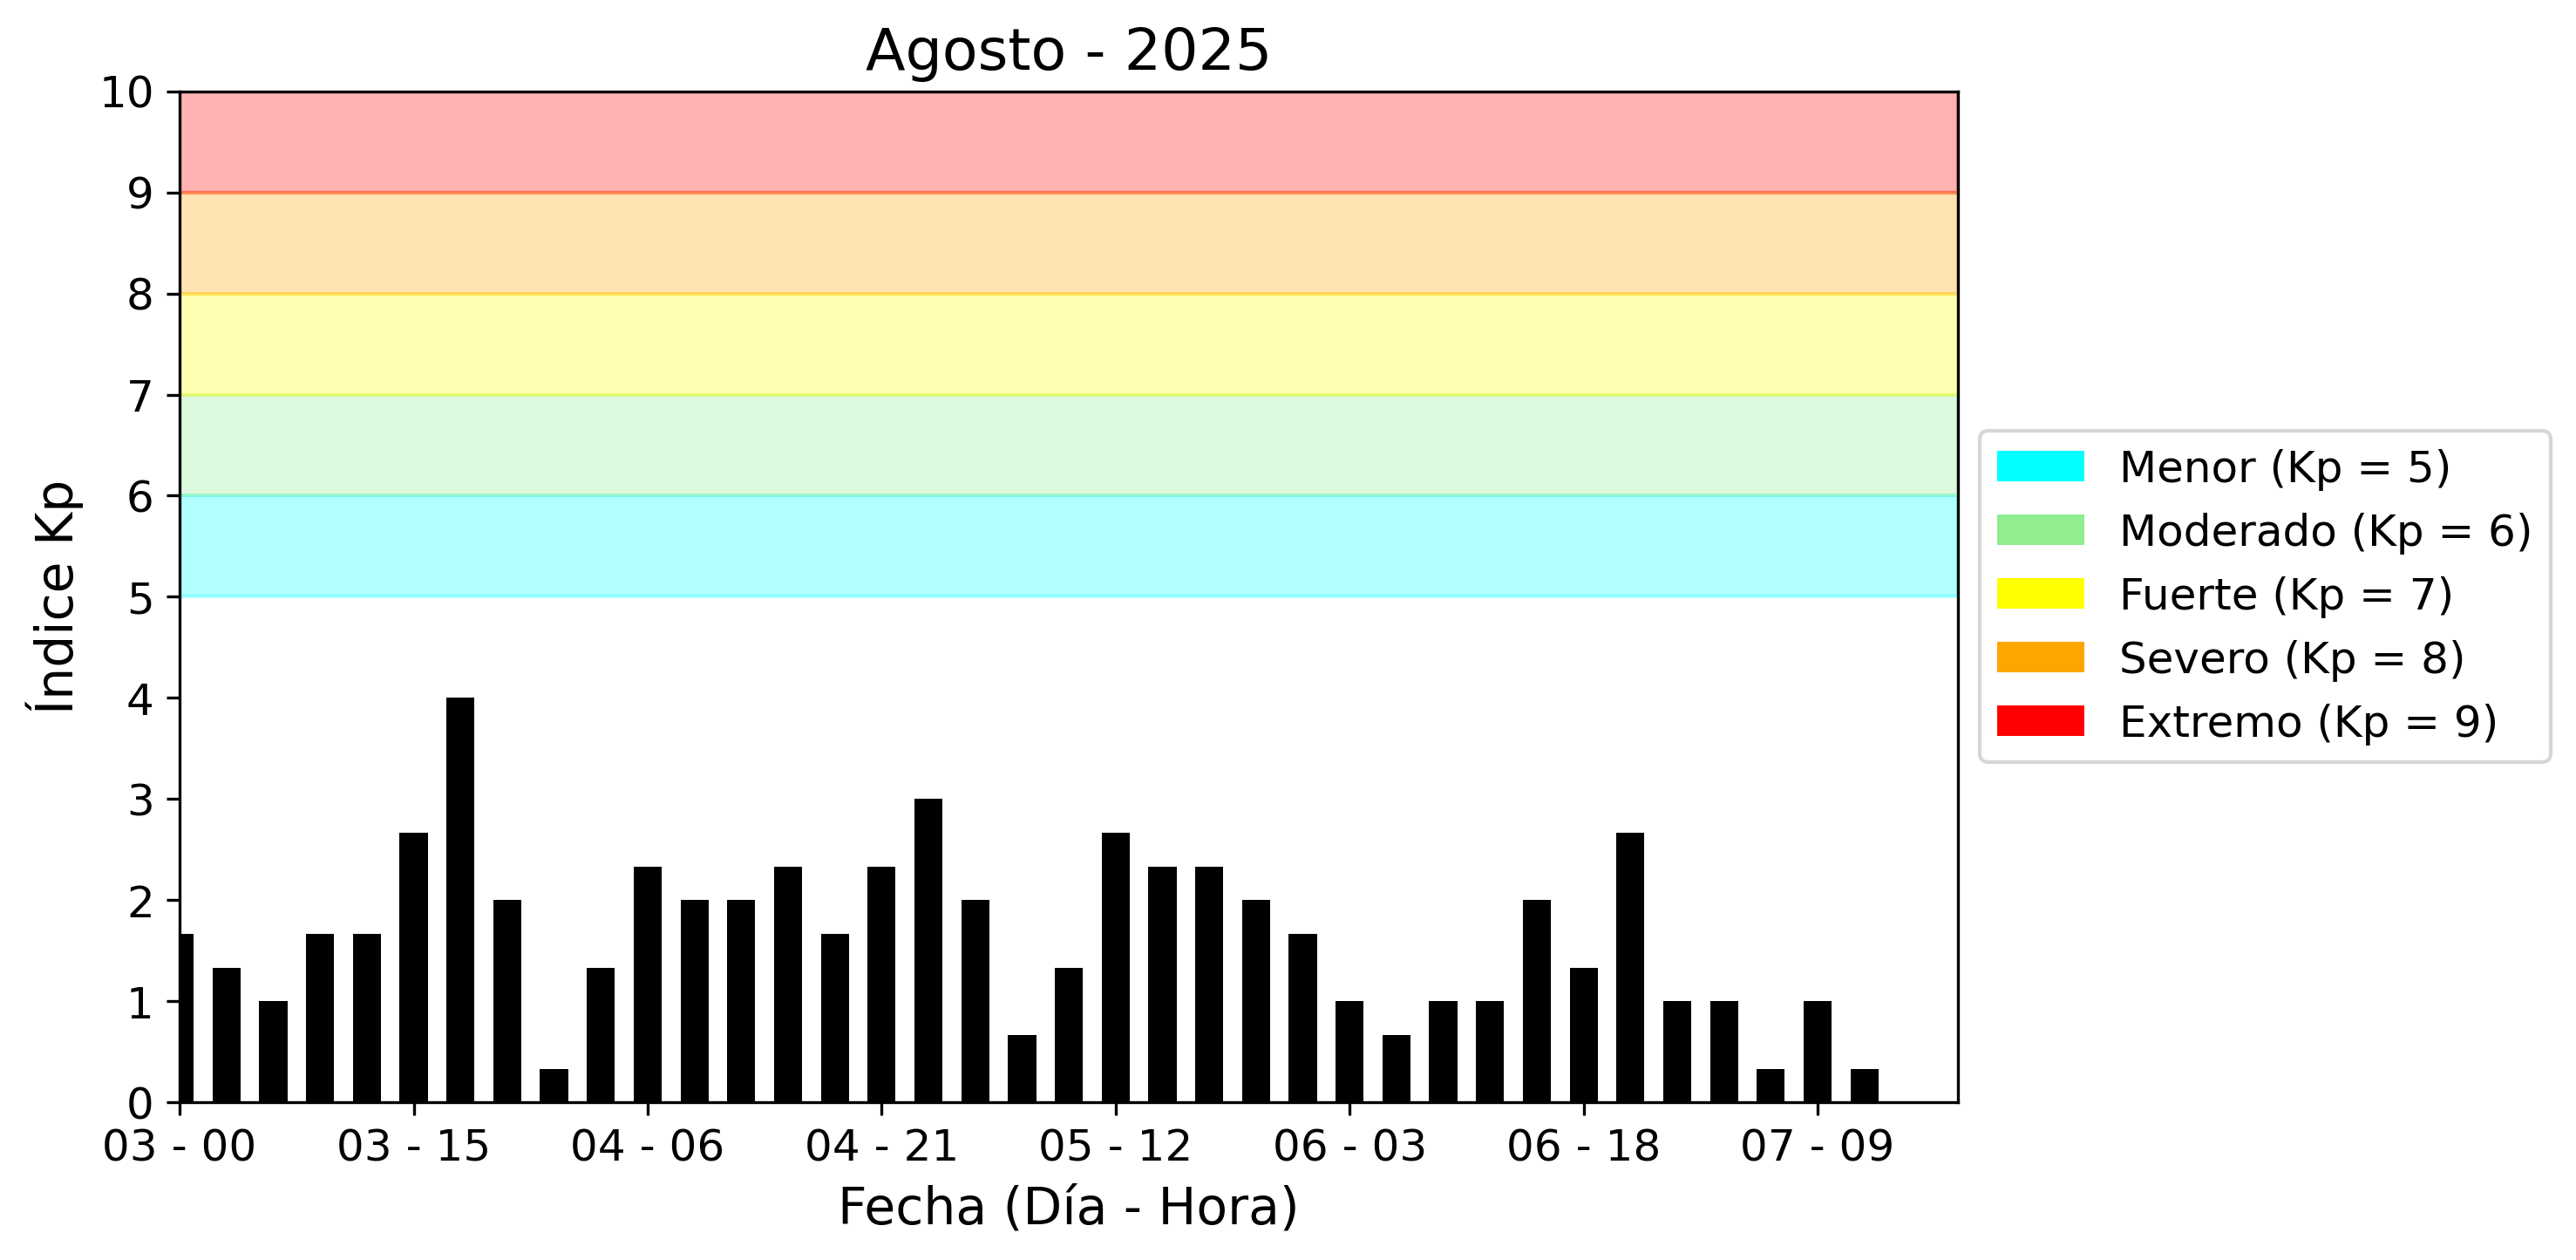 Agosto - 2025
10
9
8
7
6
5
4
3
2
1
0
Índice Kp
03 - 00
03 - 15
04 - 06
04 - 21
05 - 12
06 - 03
06 - 18
07 - 09
Fecha (Día - Hora)
Menor (Kp = 5)
Moderado (Kp = 6)
Fuerte (Kp = 7)
Severo (Kp = 8)
Extremo (Kp = 9)